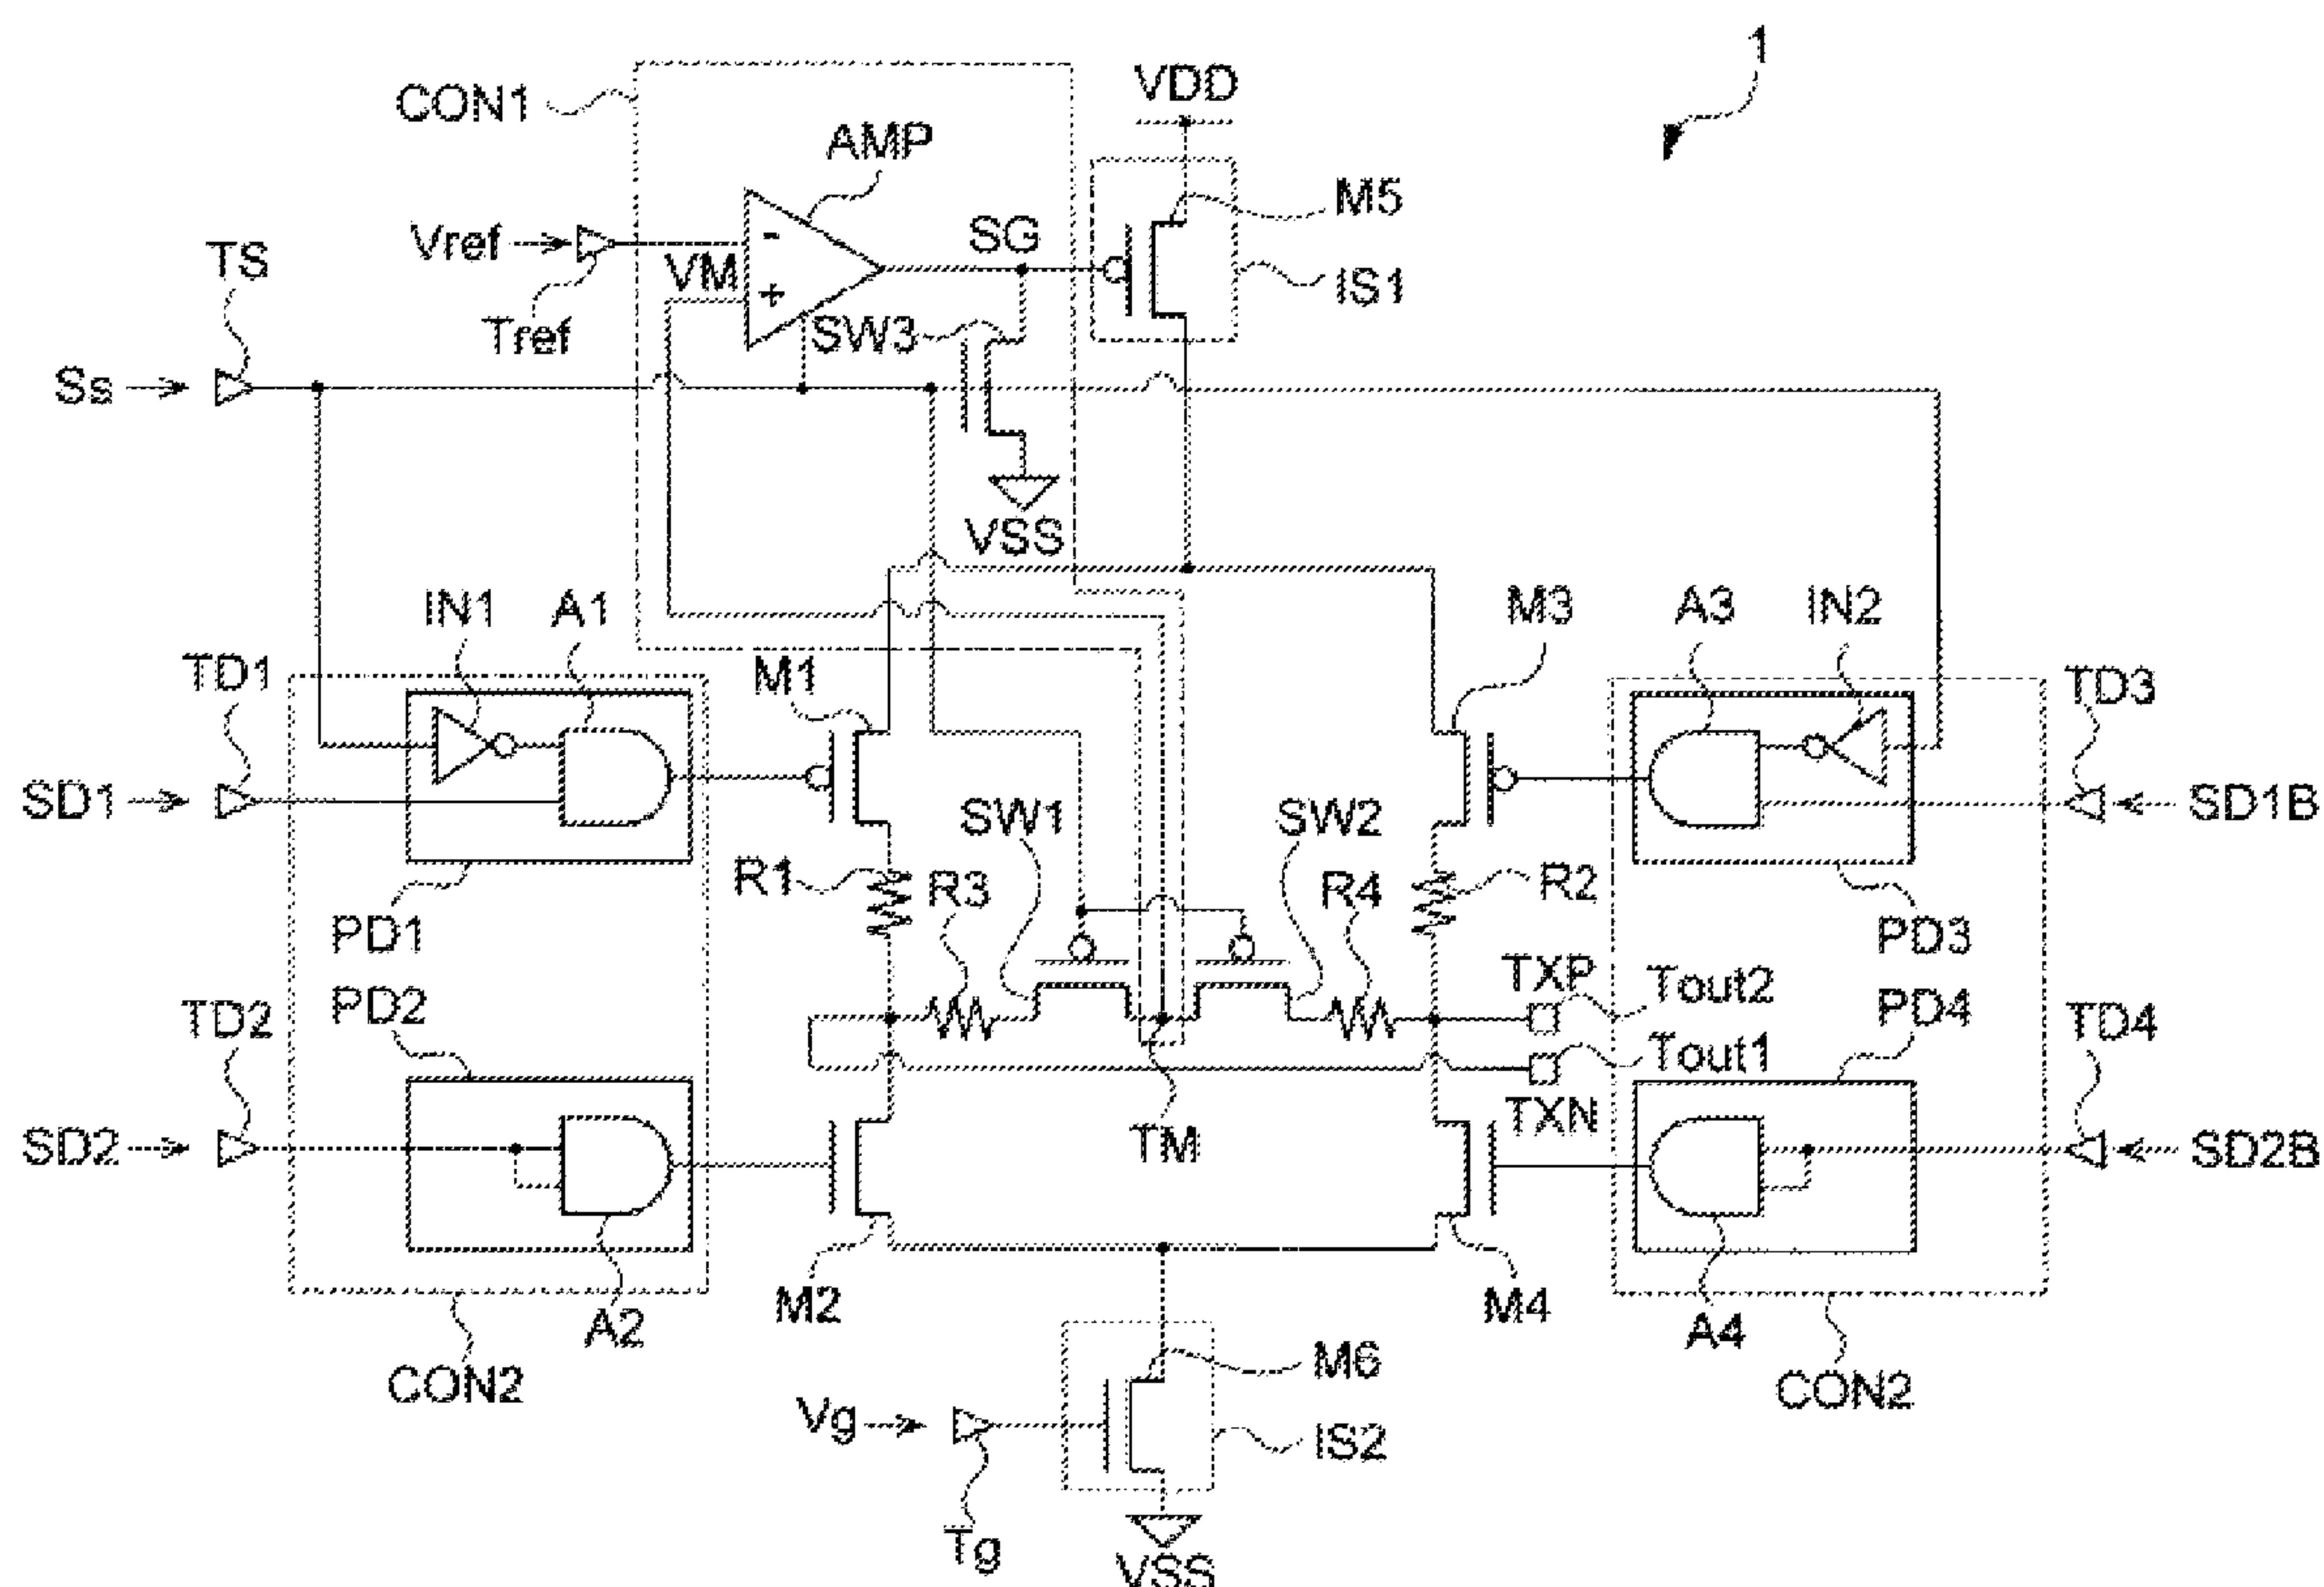 1
VDD
CON1
AMP
M5
Vref
SG
TS
VM
-
+
IS1
Tref
SW3
Ss
VSS
IN1
A1
M3
A3
IN2
TD1
M1
TD3
SD1
SW1
SW2
SD1B
R1
R3
R4
R2
PD1
PD3
TXP
Tout2
PD2
PD4
TD2
TD4
Tout1
TXN
SD2
TM
SD2B
M2
M4
A2
A4
CON2
M6
CON2
Vg
IS2
Tg
VSS